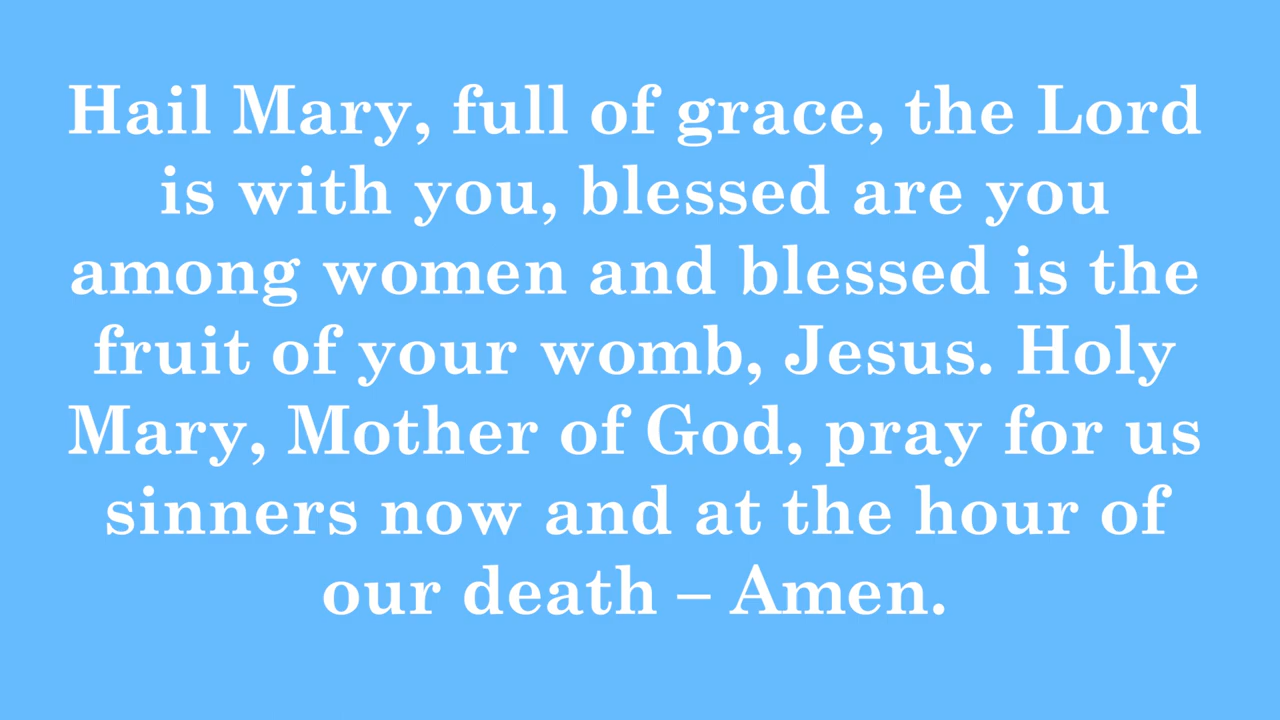 Hail Mary, full of grace, the Lord
is with you, blessed are you
among women and blessed is the
fruit of your womb, Jesus. Holy
Mary, Mother of God, pray for us
sinners now and at the hour of
our death – Amen.